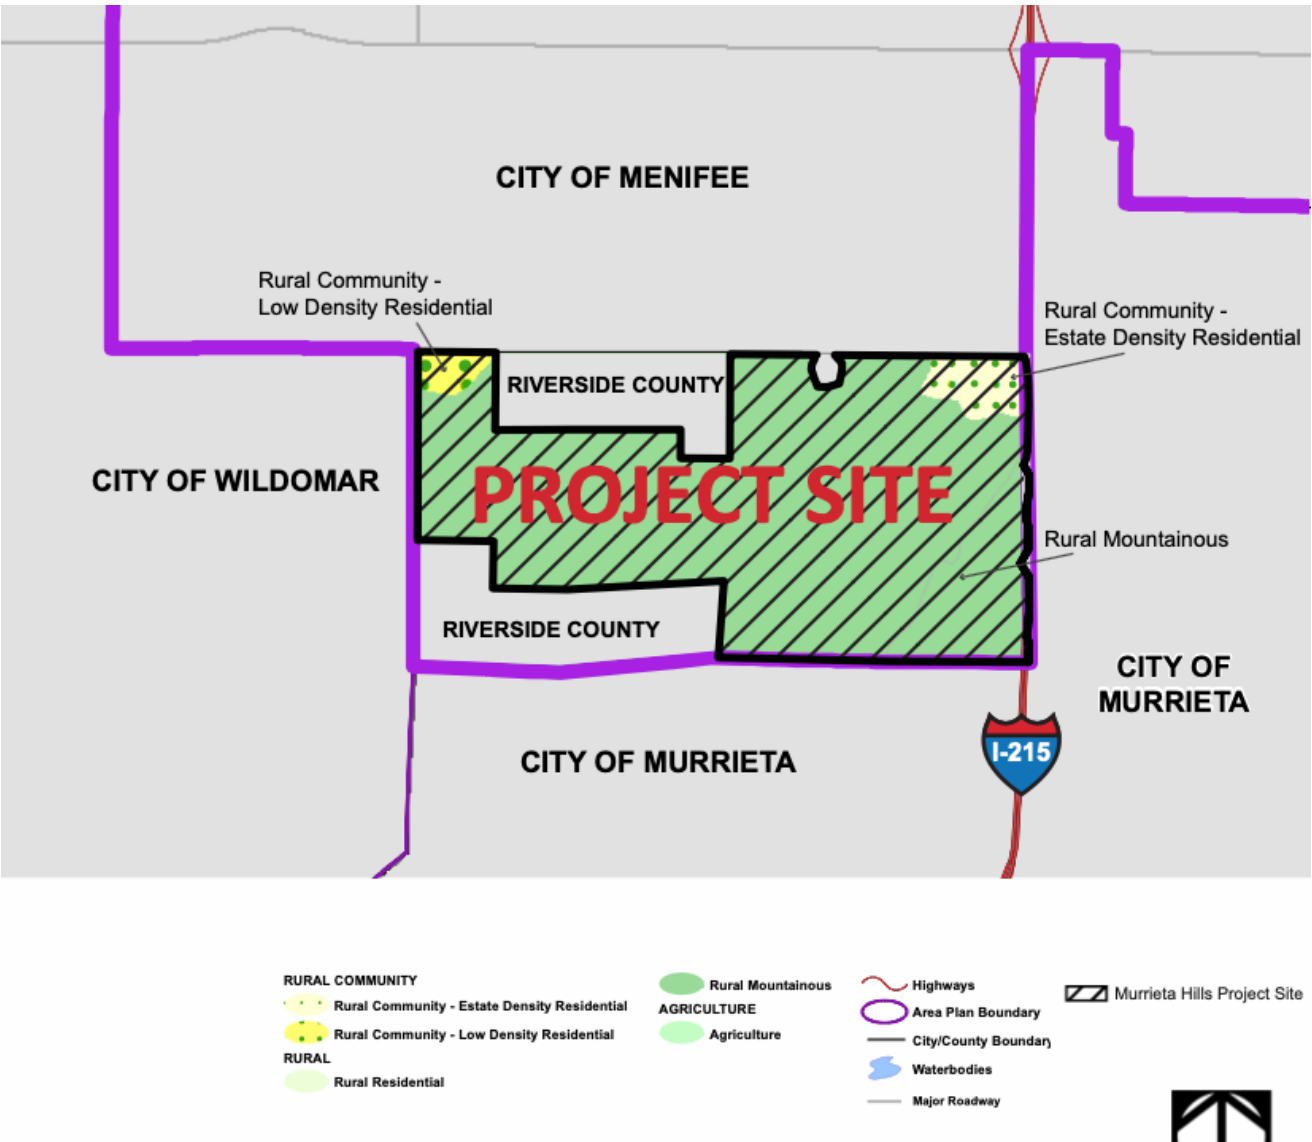 CITY OF MENIFEE
Rural Community -
Low Density Residential
Rural Community -
Estate Density Residential
RIVERSIDE COUNTY
CITY OF WILDOMAR
PROJECT SITE
Rural Mountainous
RIVERSIDE COUNTY
CITY OF
MURRIETA
CITY OF MURRIETA
I-215
RURAL COMMUNITY
Rural Community - Estate Density Residential
Rural Community - Low Density Residential
RURAL
Rural Residential
Rural Mountainous
AGRICULTURE
Agriculture
Highways
Area Plan Boundary
City/County Boundary
Waterbodies
Major Roadway
Murrieta Hills Project Site